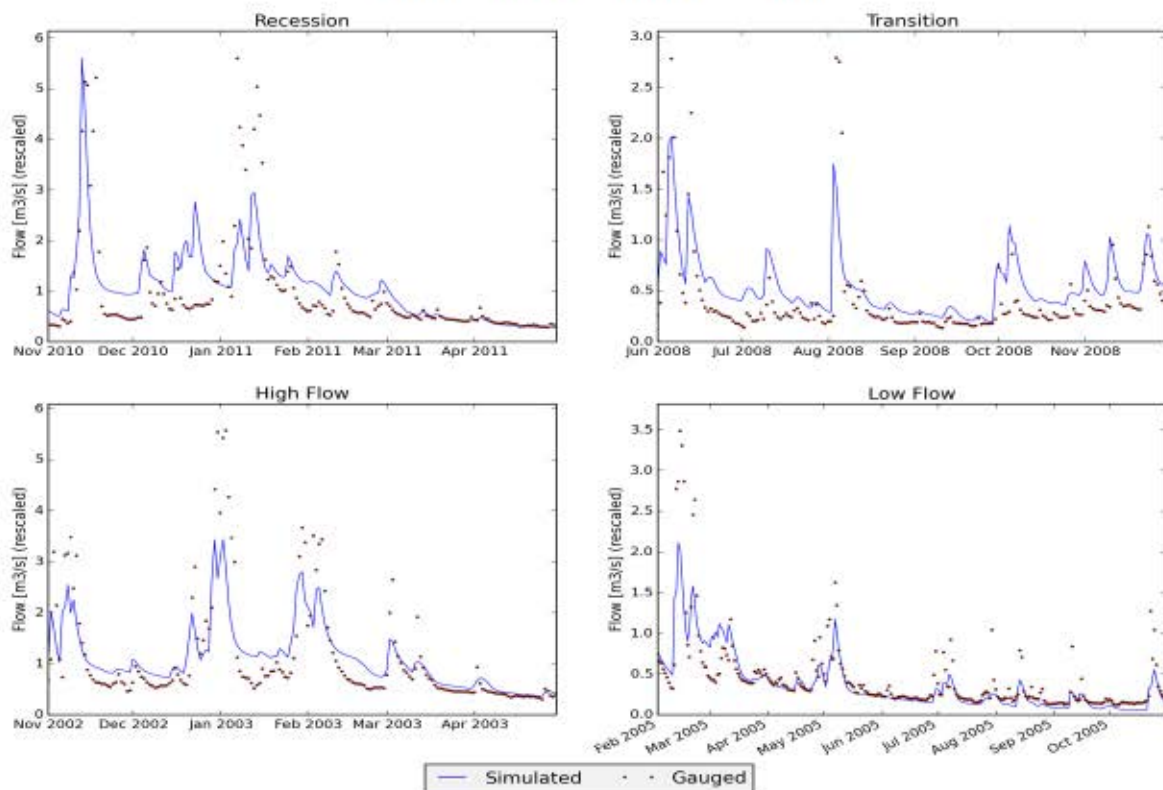 Recession
Flow [m3/s] (rescaled)
6
5
4
3
2
1
0
Nov 2010 Dec 2010 Jan 2011 Feb 2011 Mar 2011 Apr 2011
Transition
Flow [m3/s] (rescaled)
3.0
2.5
2.0
1.5
1.0
0.5
0.0
Jun 2008 Jul 2008 Aug 2008 Sep 2008 Oct 2008 Nov 2008
High Flow
Flow [m3/s] (rescaled)
6
5
4
3
2
1
0
Nov 2002 Dec 2002 Jan 2003 Feb 2003 Mar 2003 Apr 2003
Low Flow
Flow [m3/s] (rescaled)
3.5
3.0
2.5
2.0
1.5
1.0
0.5
0.0
Feb 2005 Mar 2005 Apr 2005 May 2005 Jun 2005 Jul 2005 Aug 2005 Sep 2005 Oct 2005
Simulated Gauged